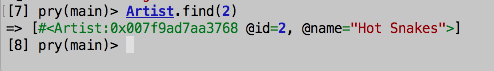 [7] pry(main)> Artist.find(2)
=> [#<Artist:0x007f9ad7aa3768 @id=2, @name="Hot Snakes">]
[8] pry(main)>